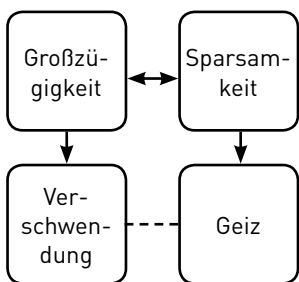 Großzü-
gigkeit
Sparsam-
keit
Ver-
schwen-
dung
Geiz